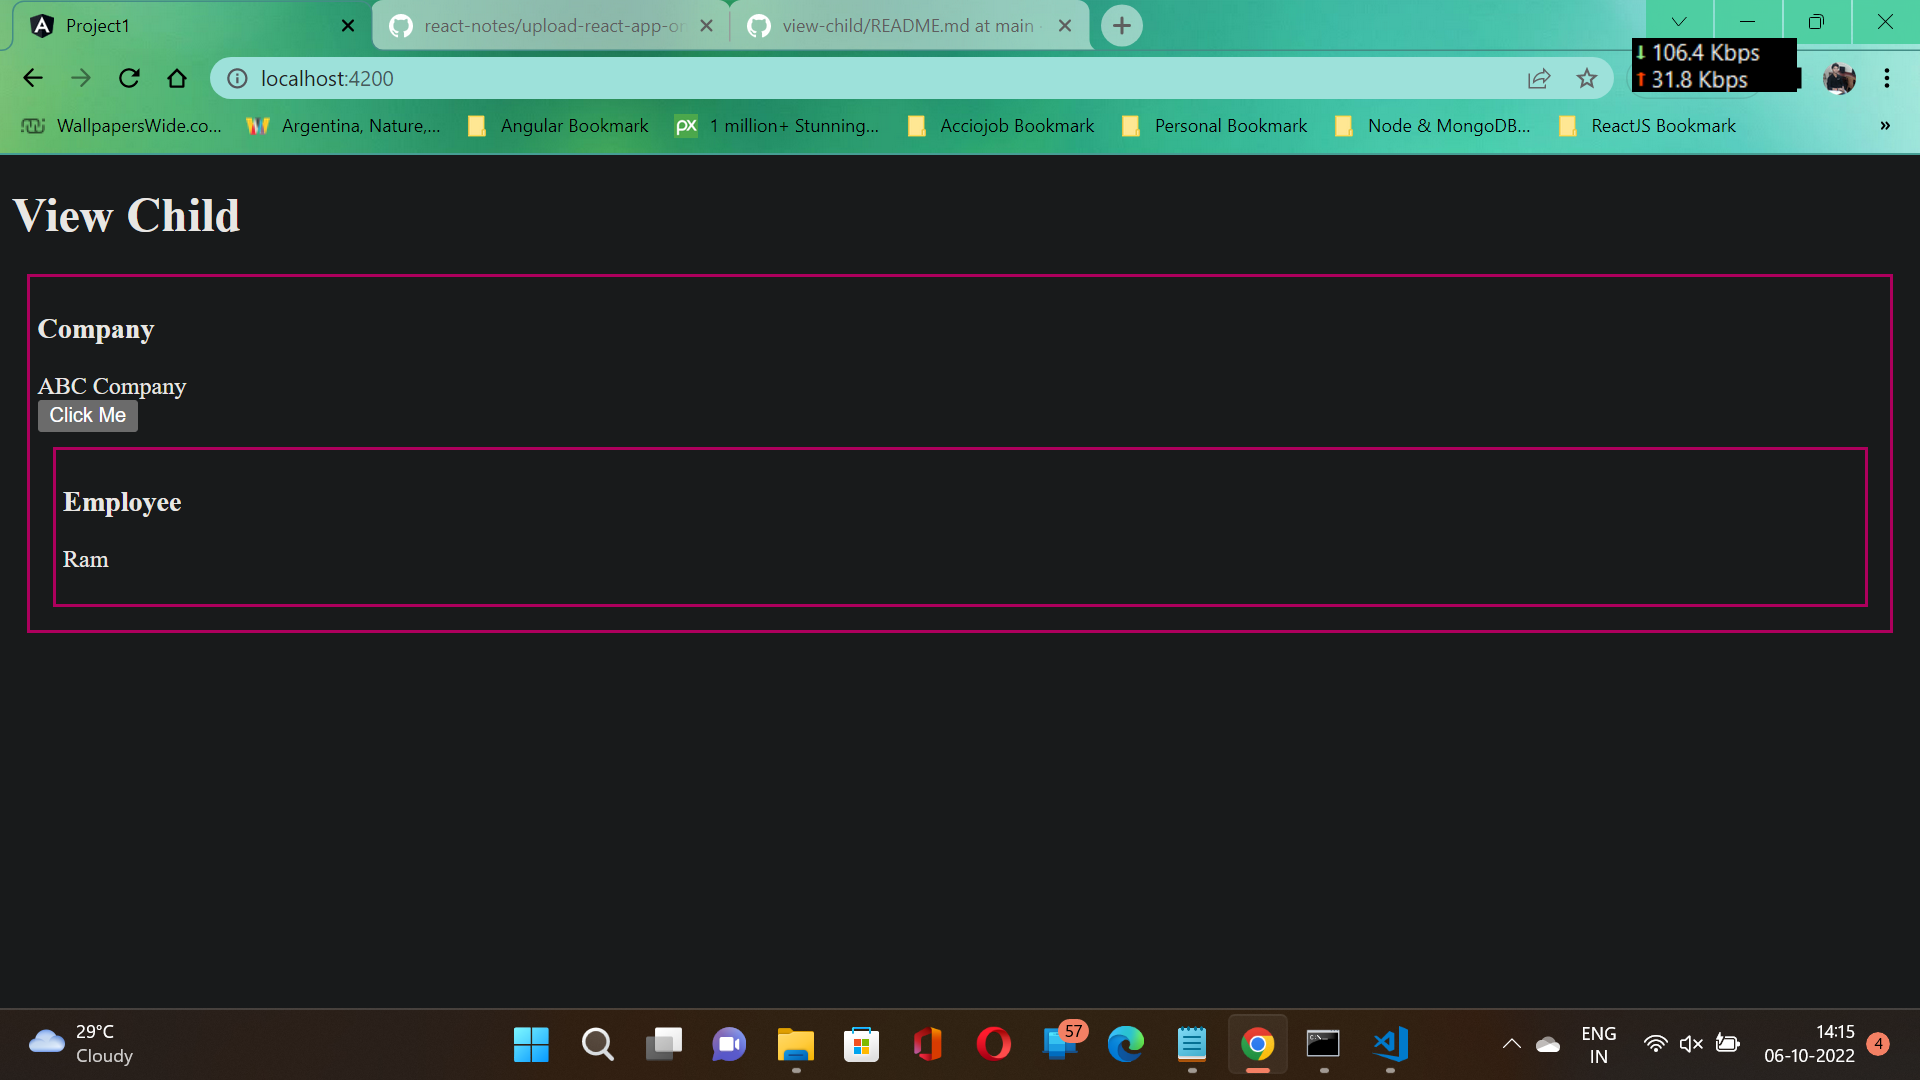 Project1
react-notes/upload-react-app-or
view-child/README.md at main
106.4 Kbps
31.8 Kbps
localhost:4200
WallpapersWide.co...
Argentina, Nature,...
Angular Bookmark
px
1 million+ Stunning...
Acciojob Bookmark
Personal Bookmark
Node & MongoDB...
ReactJS Bookmark
»
View Child
Company
ABC Company
Click Me
Employee
Ram
29°C
Cloudy
57
ENG
IN
14:15
06-10-2022
4